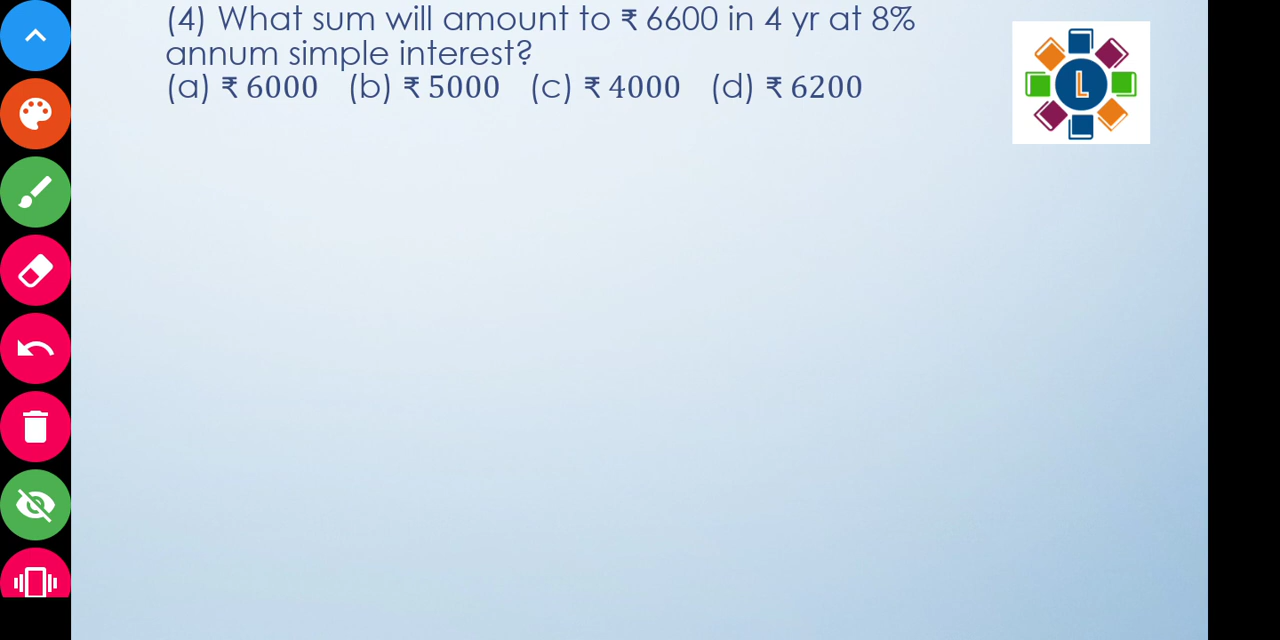 (4) What sum will amount to ₹ 6600 in 4 yr at 8%
annum simple interest?
(a) ₹ 6000 (b) ₹ 5000 (c) ₹ 4000 (d) ₹ 6200
L